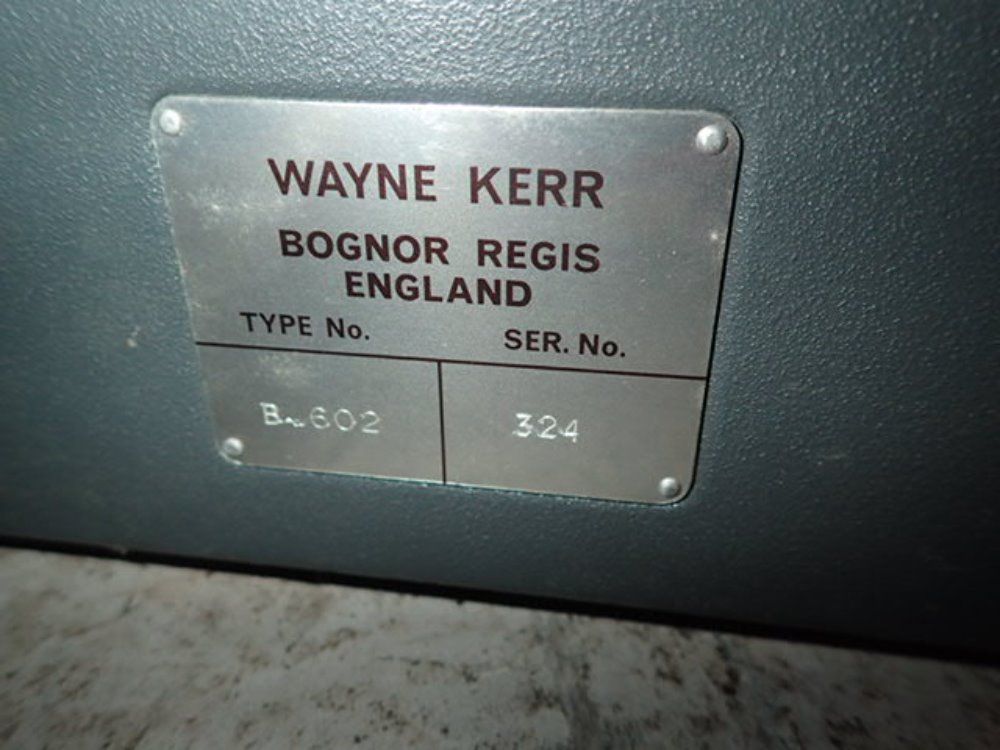 WAYNE KERR
BOGNOR REGIS
ENGLAND
TYPE No. SER. No.
B 602 324